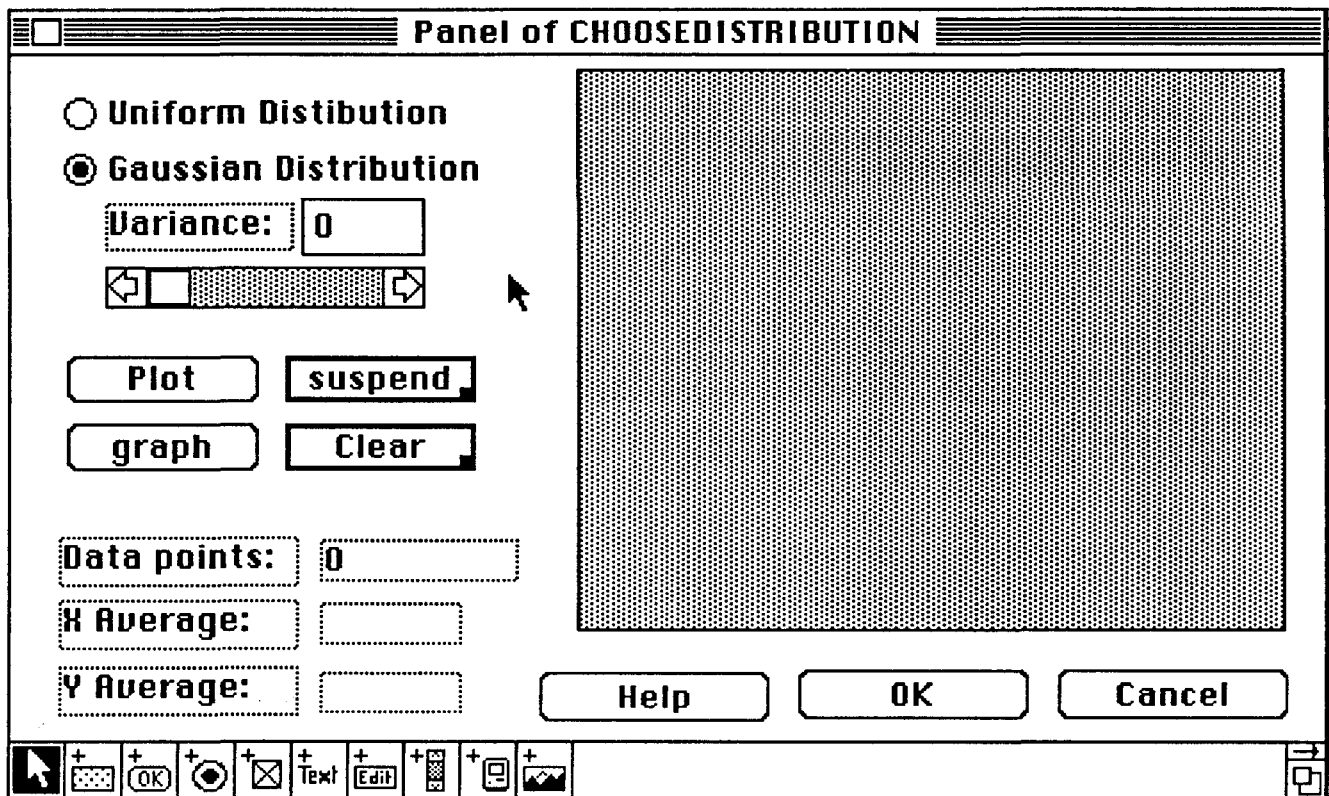 Panel of CHOOSEDISTRIBUTION
Uniform Distibution
Gaussian Distribution
Variance: 0
Plot suspend
graph Clear
Data points: 0
X Average:
Y Average:
Help OK Cancel
OK Text Edit